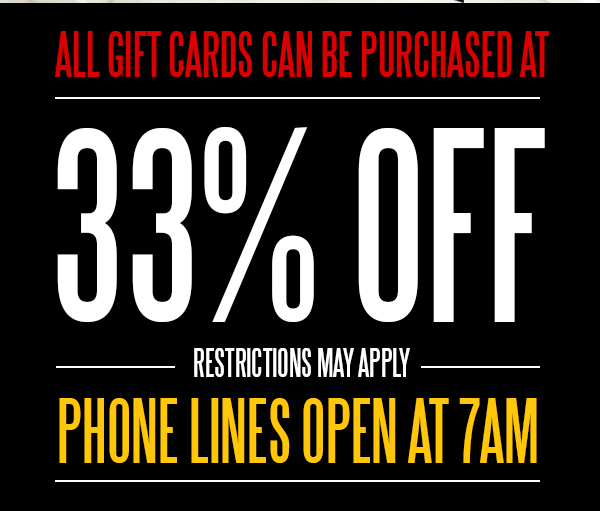 ALL GIFT CARDS CAN BE PURCHASED AT
33% OFF
RESTRICTIONS MAY APPLY
PHONE LINES OPEN AT 7AM